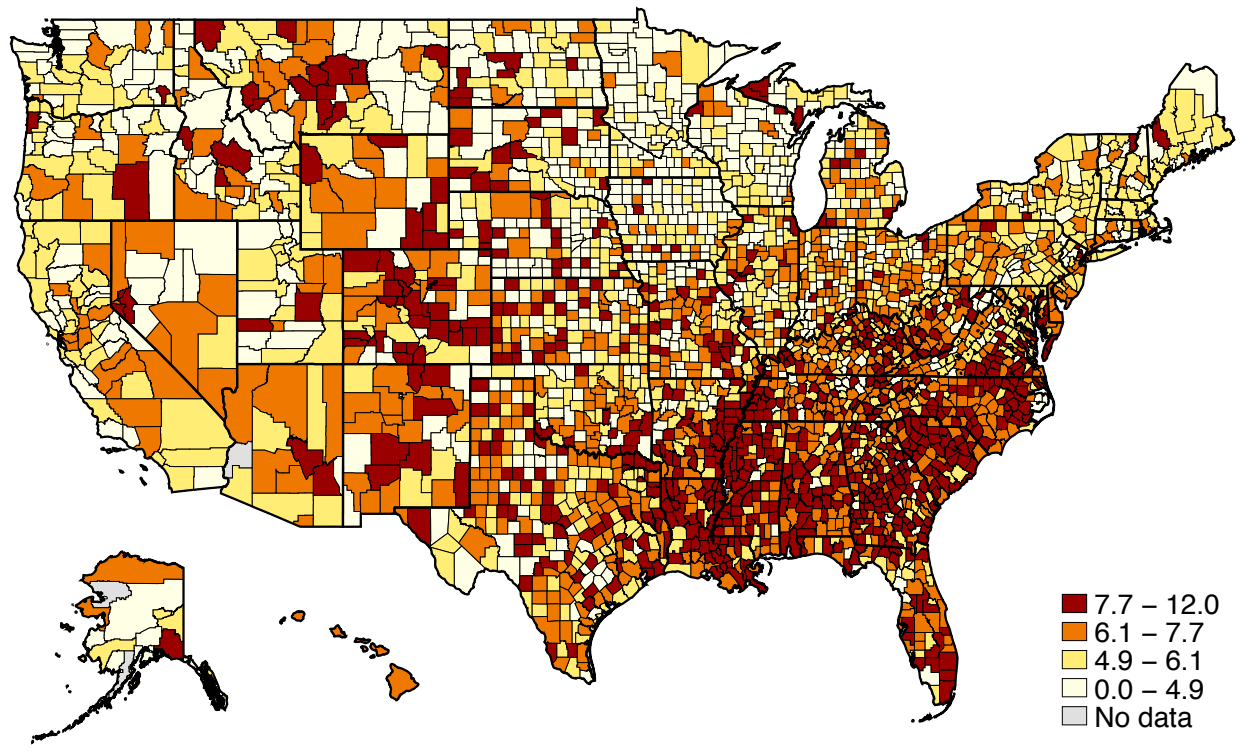 7.7 – 12.0
6.1 – 7.7
4.9 – 6.1
0.0 – 4.9
No data